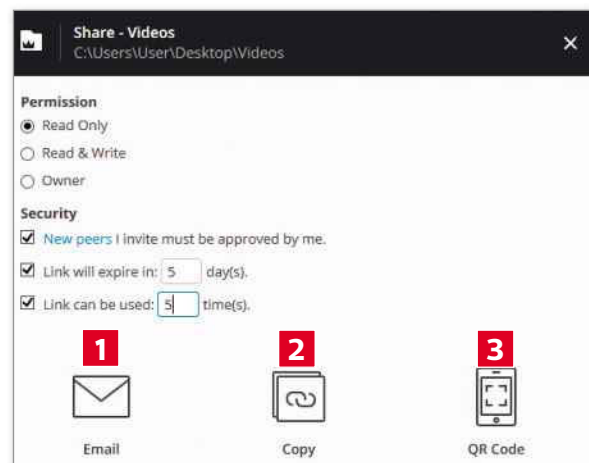 Share - Videos
C:\Users\User\Desktop\Videos
Permission
Read Only
Read & Write
Owner
Security
New peers I invite must be approved by me.
Link will expire in: 5 day(s).
Link can be used: 5 time(s).
1 2 3
Email Copy QR Code